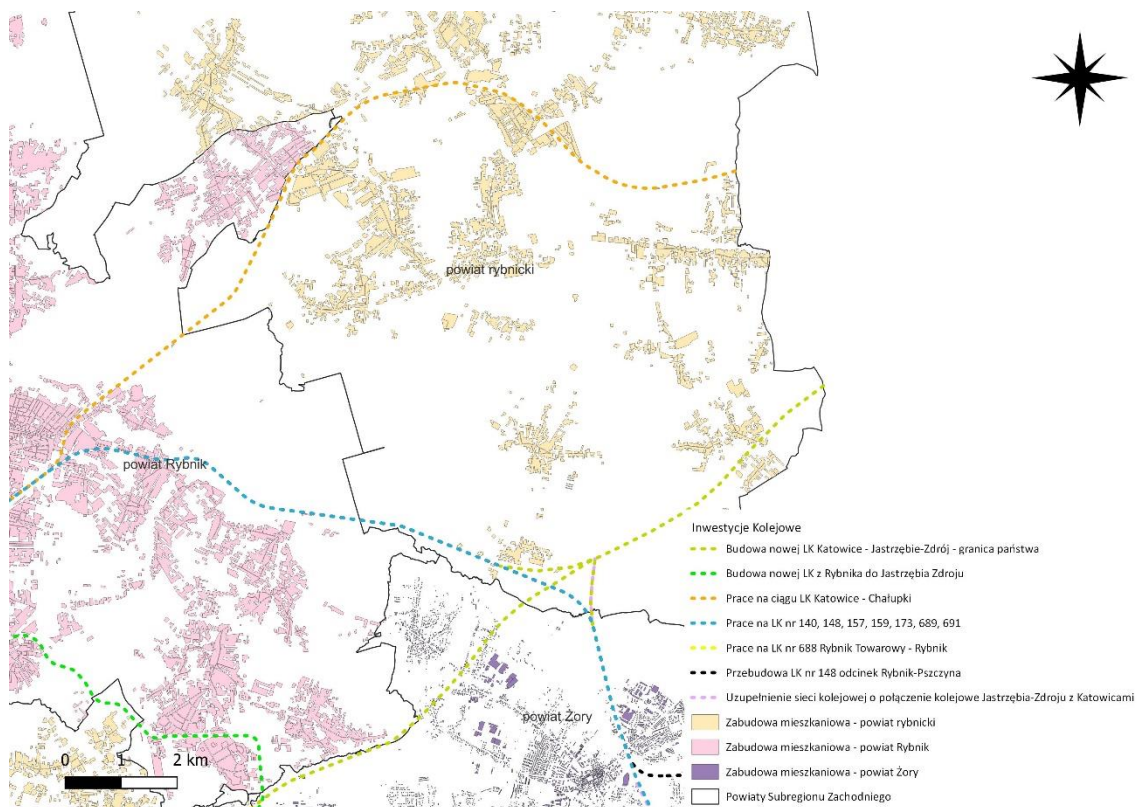 powiat rybnicki
powiat Rybnik
powiat Żory
0 1 2 km
Inwestycje Kolejowe
Budowa nowej LK Katowice - Jastrzębie-Zdrój - granica państwa
Budowa nowej LK z Rybnika do Jastrzębia Zdroju
Prace na ciągu LK Katowice - Chałupki
Prace na LK nr 140, 148, 157, 159, 173, 689, 691
Prace na LK nr 688 Rybnik Towarowy - Rybnik
Przebudowa LK nr 148 odcinek Rybnik-Pszczyna
Uzupełnienie sieci kolejowej o połączenie kolejowe Jastrzębia-Zdroju z Katowicami
Zabudowa mieszkaniowa - powiat rybnicki
Zabudowa mieszkaniowa - powiat Rybnik
Zabudowa mieszkaniowa - powiat Żory
Powiaty Subregionu Zachodniego